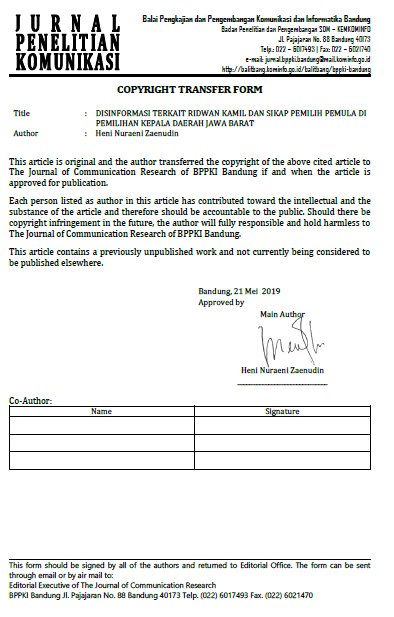 JURNAL
PENELITIAN
KOMUNIKASI
Balai Pengkajian dan Pengembangan Komunikasi dan Informatika Bandung
Badan Penelitian dan Pengembangan SDM – KEMKOMINFO
Jl. Pajajaran No. 88 Bandung 40173
Telp.: 022 - 6017493 | Fax: 022 - 6021740
e-mail: jurnal.bppki.bandung@mail.kominfo.go.id
http://balitbang.kominfo.go.id/balitbang/bppki-bandung
COPYRIGHT TRANSFER FORM
Title : DISINFORMASI TERKAIT RIDWAN KAMIL DAN SIKAP PEMILIH PEMULA DI
PEMILIHAN KEPALA DAERAH JAWA BARAT
Author : Heni Nuraeni Zaenudin
This article is original and the author transferred the copyright of the above cited article to
The Journal of Communication Research of BPPKI Bandung if and when the article is
approved for publication.
Each person listed as author in this article has contributed toward the intellectual and the
substance of the article and therefore should be accountable to the public. Should there be
copyright infringement in the future, the author will fully responsible and hold harmless to
The Journal of Communication Research of BPPKI Bandung.
This article contains a previously unpublished work and not currently being considered to
be published elsewhere.
Bandung, 21 Mei 2019
Approved by
Main Author
Heni Nuraeni Zaenudin
Co-Author:
Name Signature
This form should be signed by all of the authors and returned to Editorial Office. The form can be sent
through email or by air mail to:
Editorial Executive of The Journal of Communication Research
BPPKI Bandung Jl. Pajajaran No. 88 Bandung 40173 Telp. (022) 6017493 Fax. (022) 6021470